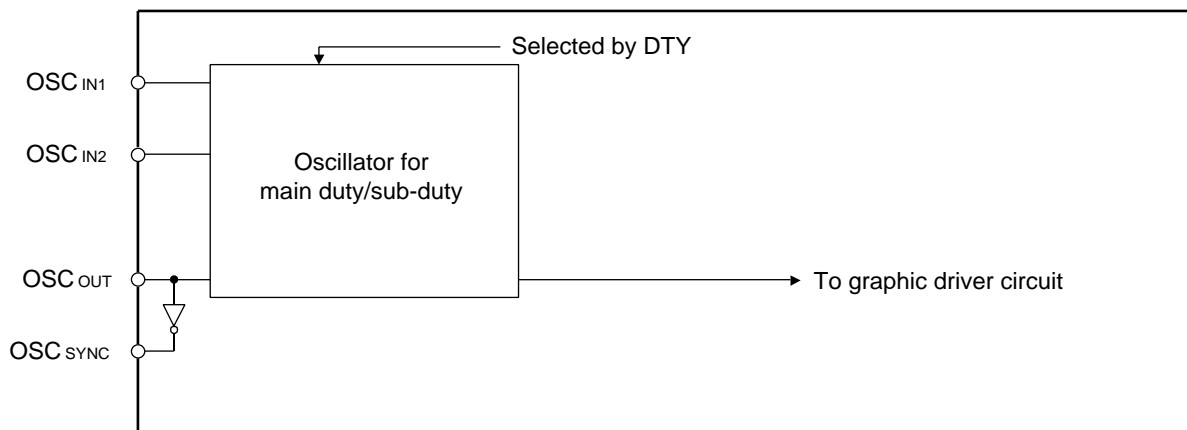 Selected by DTY
OSC IN1
OSC IN2
Oscillator for
main duty/sub-duty
OSC OUT
To graphic driver circuit
OSC SYNC